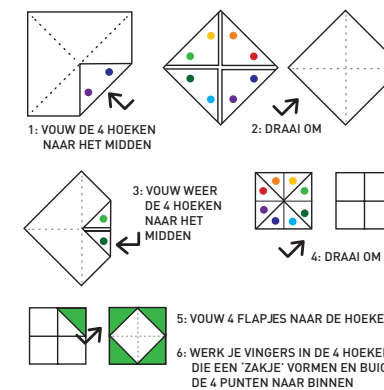 1: VOUW DE 4 HOEKEN
NAAR HET MIDDEN
2: DRAAI OM
3: VOUW WEER
DE 4 HOEKEN
NAAR HET
MIDDEN
4: DRAAI OM
5: VOUW 4 FLAPJES NAAR DE HOEKE
6: WERK JE VINGERS IN DE 4 HOEKE
DIE EEN 'ZAKJE' VORMEN EN BUIG
DE 4 PUNTEN NAAR BINNEN